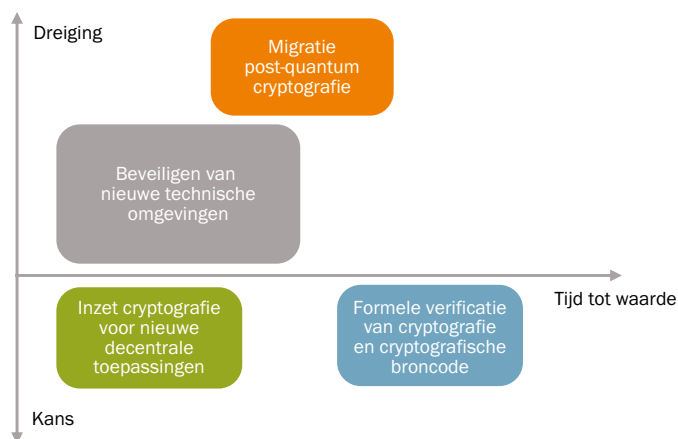 Dreiging
Migratie
post-quantum
cryptografie
Beveiligen van
nieuwe technische
omgevingen
Tijd tot waarde
Inzet cryptografie
voor nieuwe
decentrale
toepassingen
Formele verificatie
van cryptografie
en cryptografische
broncode
Kans